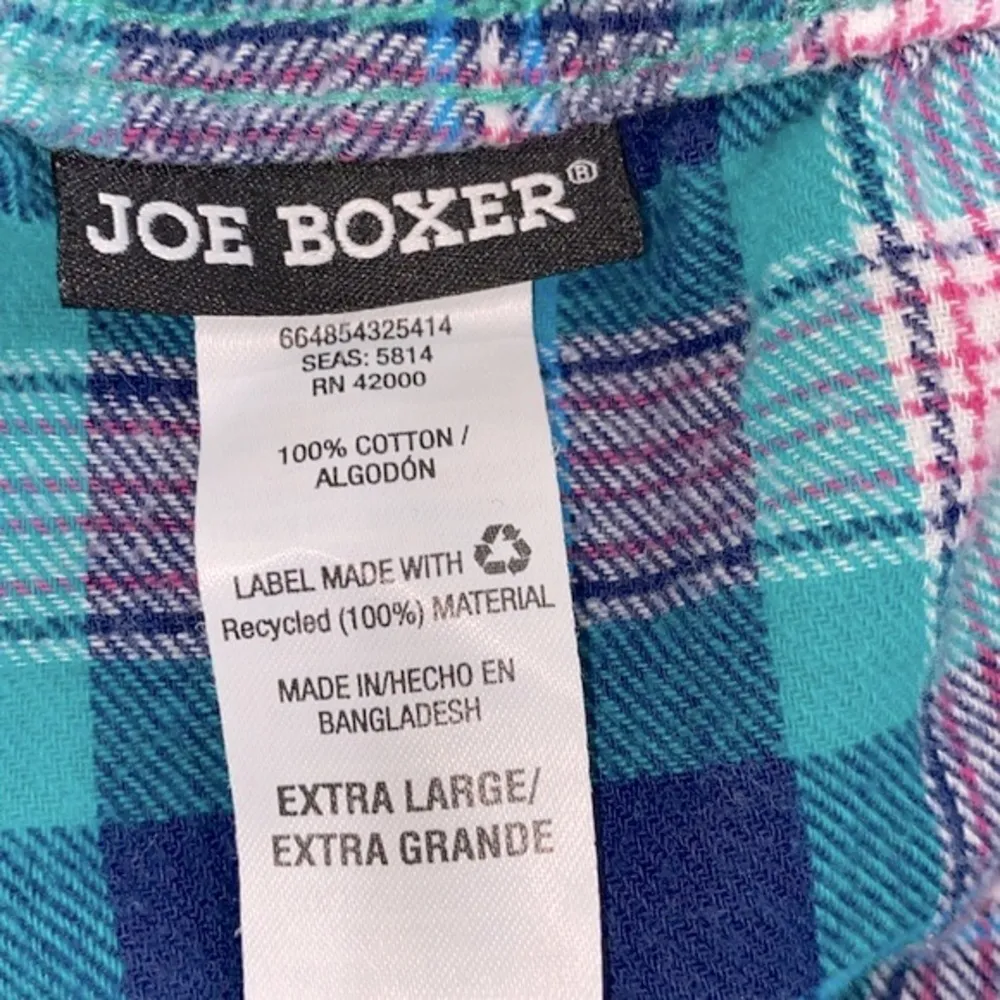 JOE BOXER®
664854325414
SEAS: 5814
RN 42000
100% COTTON /
ALGODÓN
LABEL MADE WITH
Recycled (100%) MATERIAL
MADE IN/HECHO EN
BANGLADESH
EXTRA LARGE/
EXTRA GRANDE